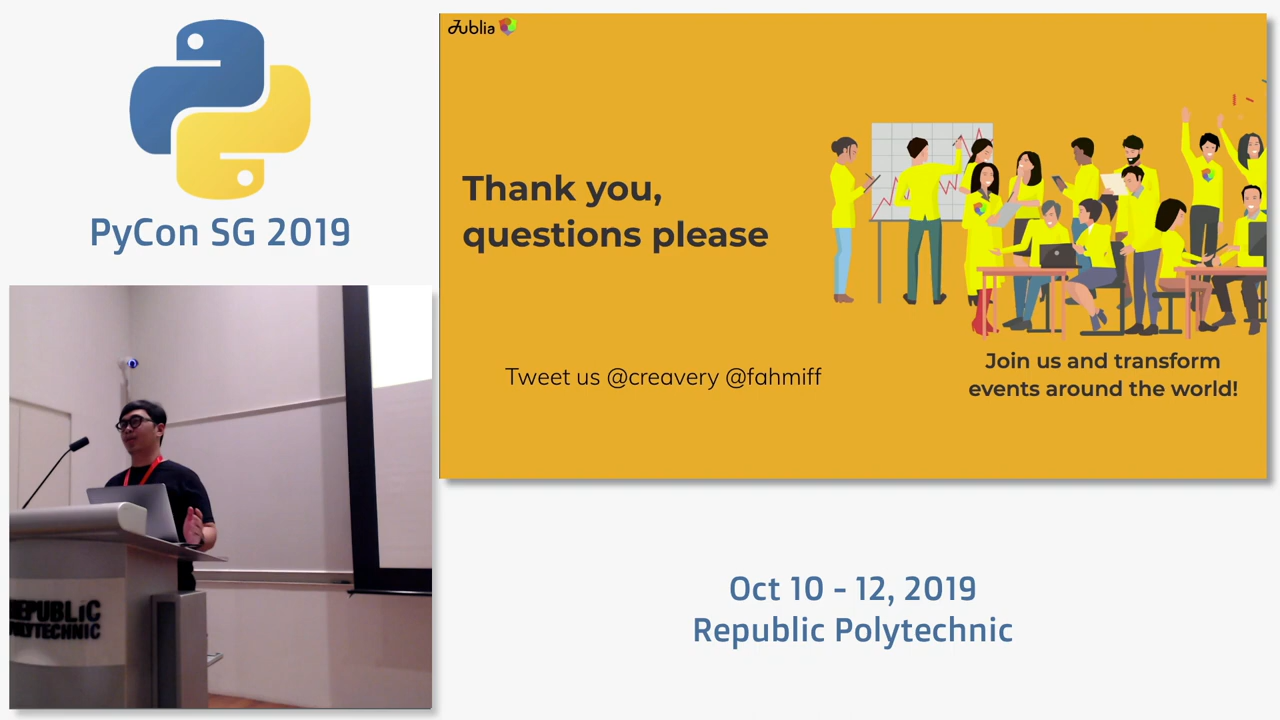 PyCon SG 2019
Jublia
Thank you,
questions please
Tweet us @creavery @fahmiff
Join us and transform
events around the world!
REPUBLIC
POLYTECHNIC
Oct 10 - 12, 2019
Republic Polytechnic